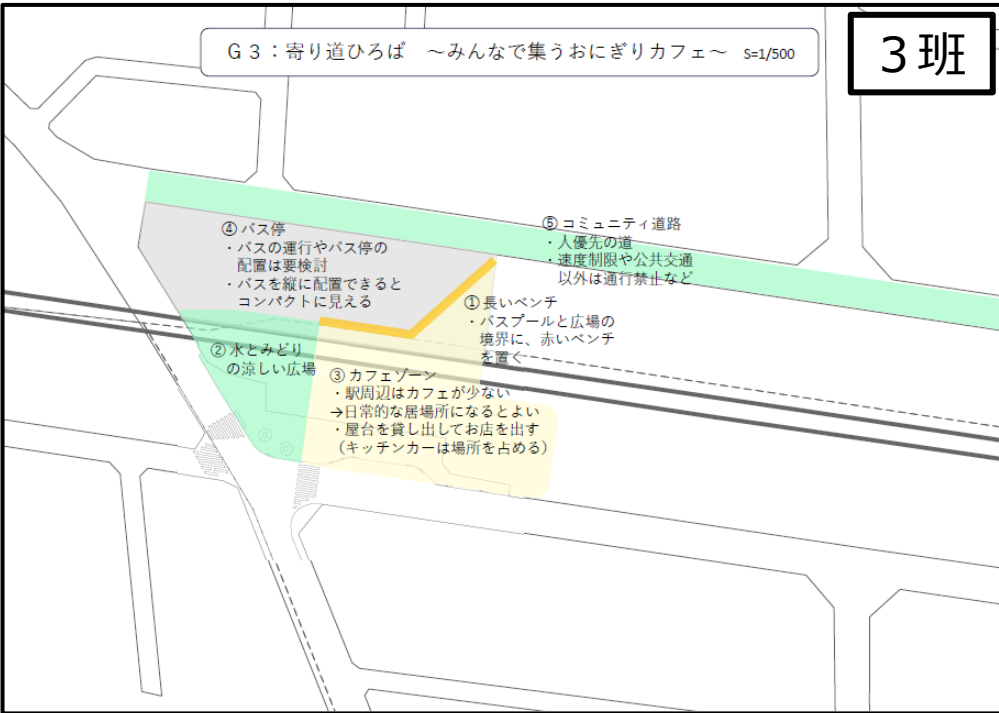 G3：寄り道ひろば　～みんなで集うおにぎりカフェ～　S=1/500
3班
④バス停
・バスの運行やバス停の
配置は要検討
・バスを縦に配置できると
コンパクトに見える
⑤コミュニティ道路
・人優先の道
・速度制限や公共交通
以外は通行禁止など
①長いベンチ
・バスプールと広場の
境界に、赤いベンチ
を置く
②水とみどり
の涼しい広場
③カフェゾーン
・駅周辺はカフェが少ない
→日常的な居場所になるとよい
・屋台を貸し出してお店を出す
（キッチンカーは場所を占める）